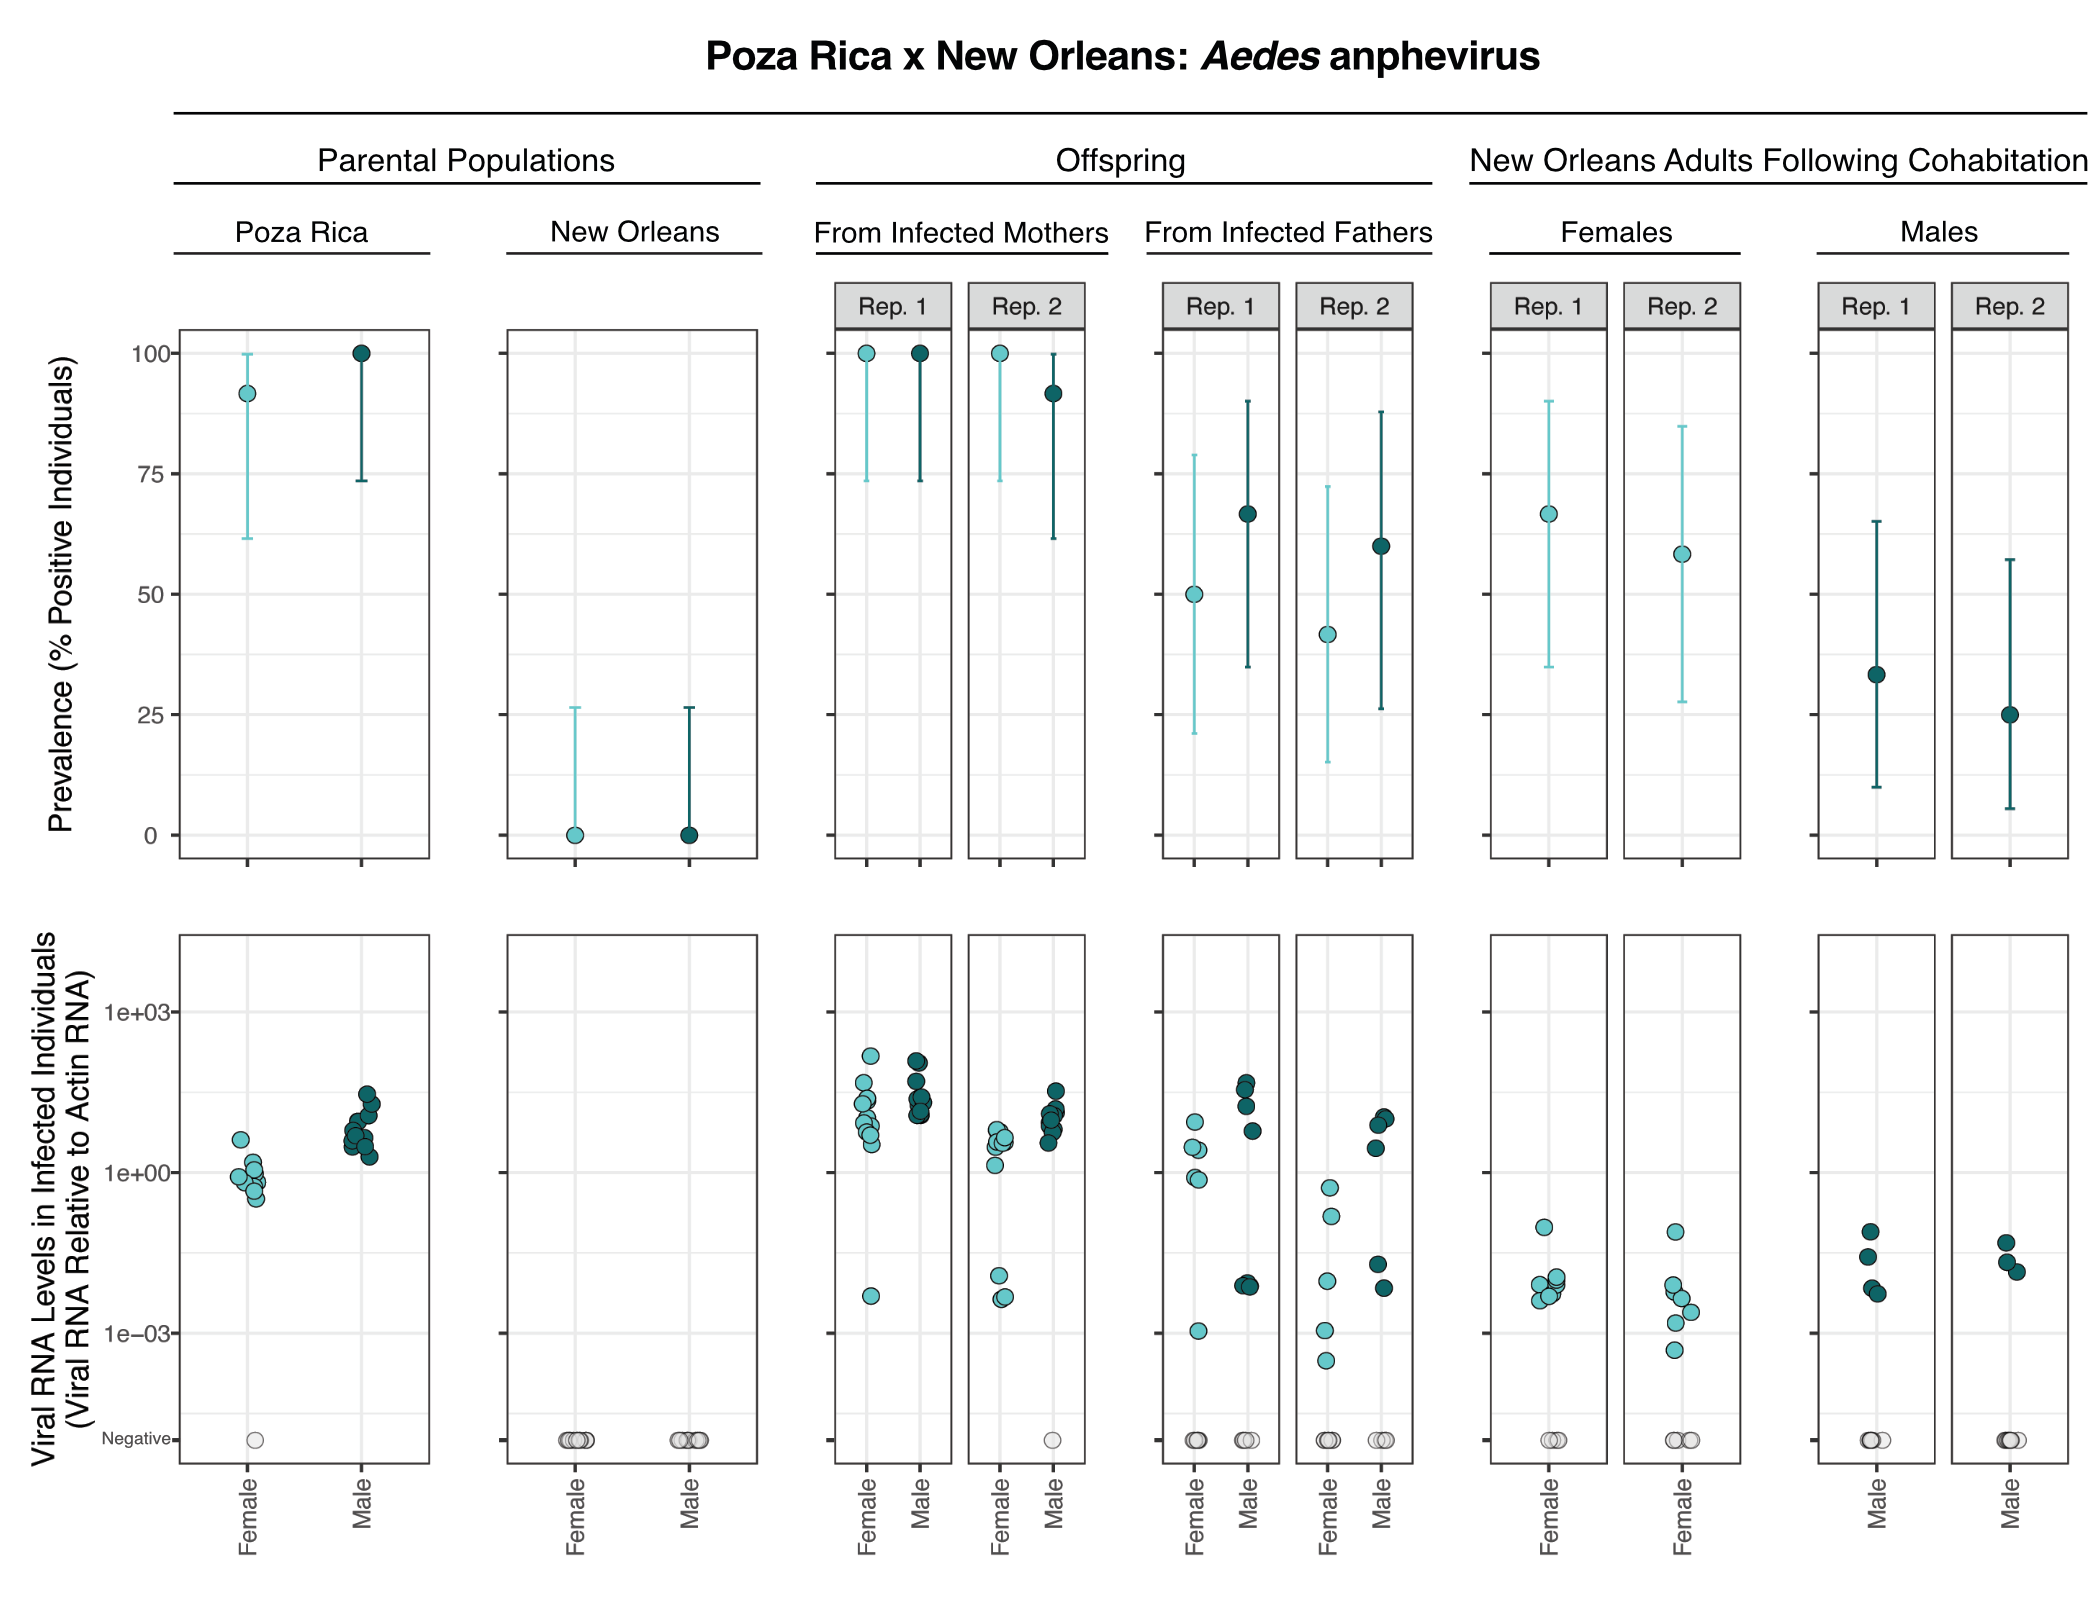 Poza Rica x New Orleans: Aedes anphevirus
Parental Populations
Offspring
New Orleans Adults Following Cohabitation
Poza Rica
New Orleans
From Infected Mothers
From Infected Fathers
Females
Males
Rep. 1
Rep. 2
Rep. 1
Rep. 2
Rep. 1
Rep. 2
Rep. 1
Rep. 2
Prevalence (% Positive Individuals)
100
75
50
25
0
Viral RNA Levels in Infected Individuals
(Viral RNA Relative to Actin RNA)
1e+03
1e+00
1e−03
Negative
Female
Male
Female
Male
Female
Male
Female
Male
Female
Male
Female
Male
Female
Female
Male
Male